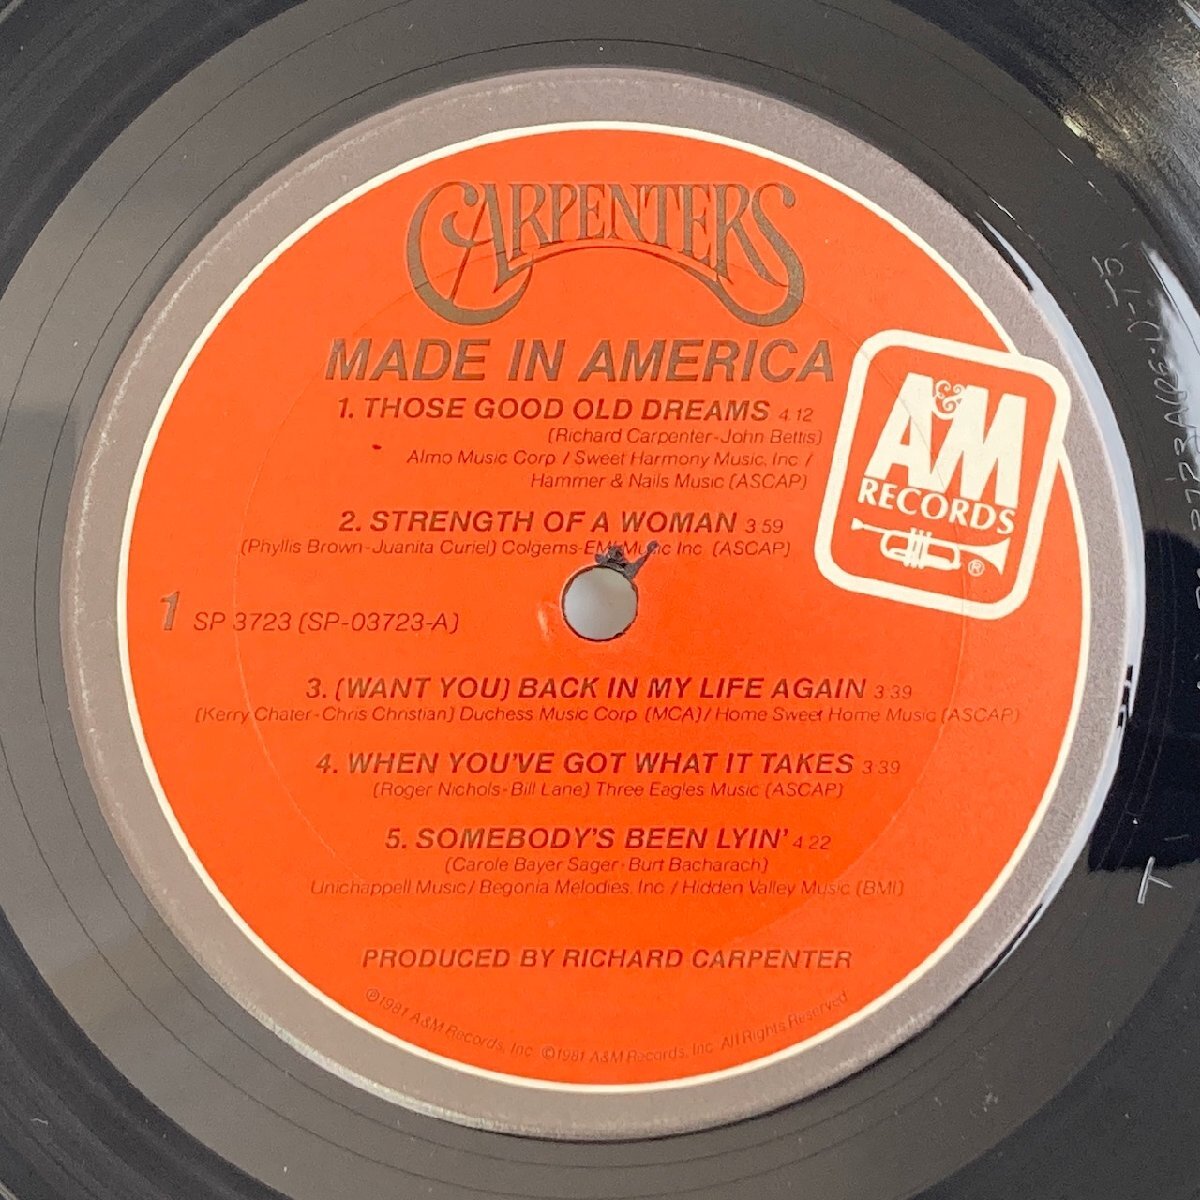 CARPENTERS
MADE IN AMERICA
1. THOSE GOOD OLD DREAMS 4 12
(Richard Carpenter-John Bettis)
Almo Music Corp. / Sweet Harmony Music, Inc. /
Hammer & Nails Music (ASCAP)
2. STRENGTH OF A WOMAN 3 59
(Phyllis Brown-Juanita Curiel) Colgems-EMI Music Inc. (ASCAP)
A&M
RECORDS
®
1 SP 3723 (SP-03723-A)
3. (WANT YOU) BACK IN MY LIFE AGAIN 3 39
(Kerry Chater-Chris Christian) Duchess Music Corp. (MCA) / Home Sweet Home Music (ASCAP)
4. WHEN YOU'VE GOT WHAT IT TAKES 3 39
(Roger Nichols-Bill Lane) Three Eagles Music (ASCAP)
5. SOMEBODY'S BEEN LYIN' 4 22
(Carole Bayer Sager-Burt Bacharach)
Unichappell Music / Begonia Melodies, Inc. / Hidden Valley Music (BMI)
PRODUCED BY RICHARD CARPENTER
℗1981 A&M Records, Inc. ©1981 A&M Records, Inc. All Rights Reserved